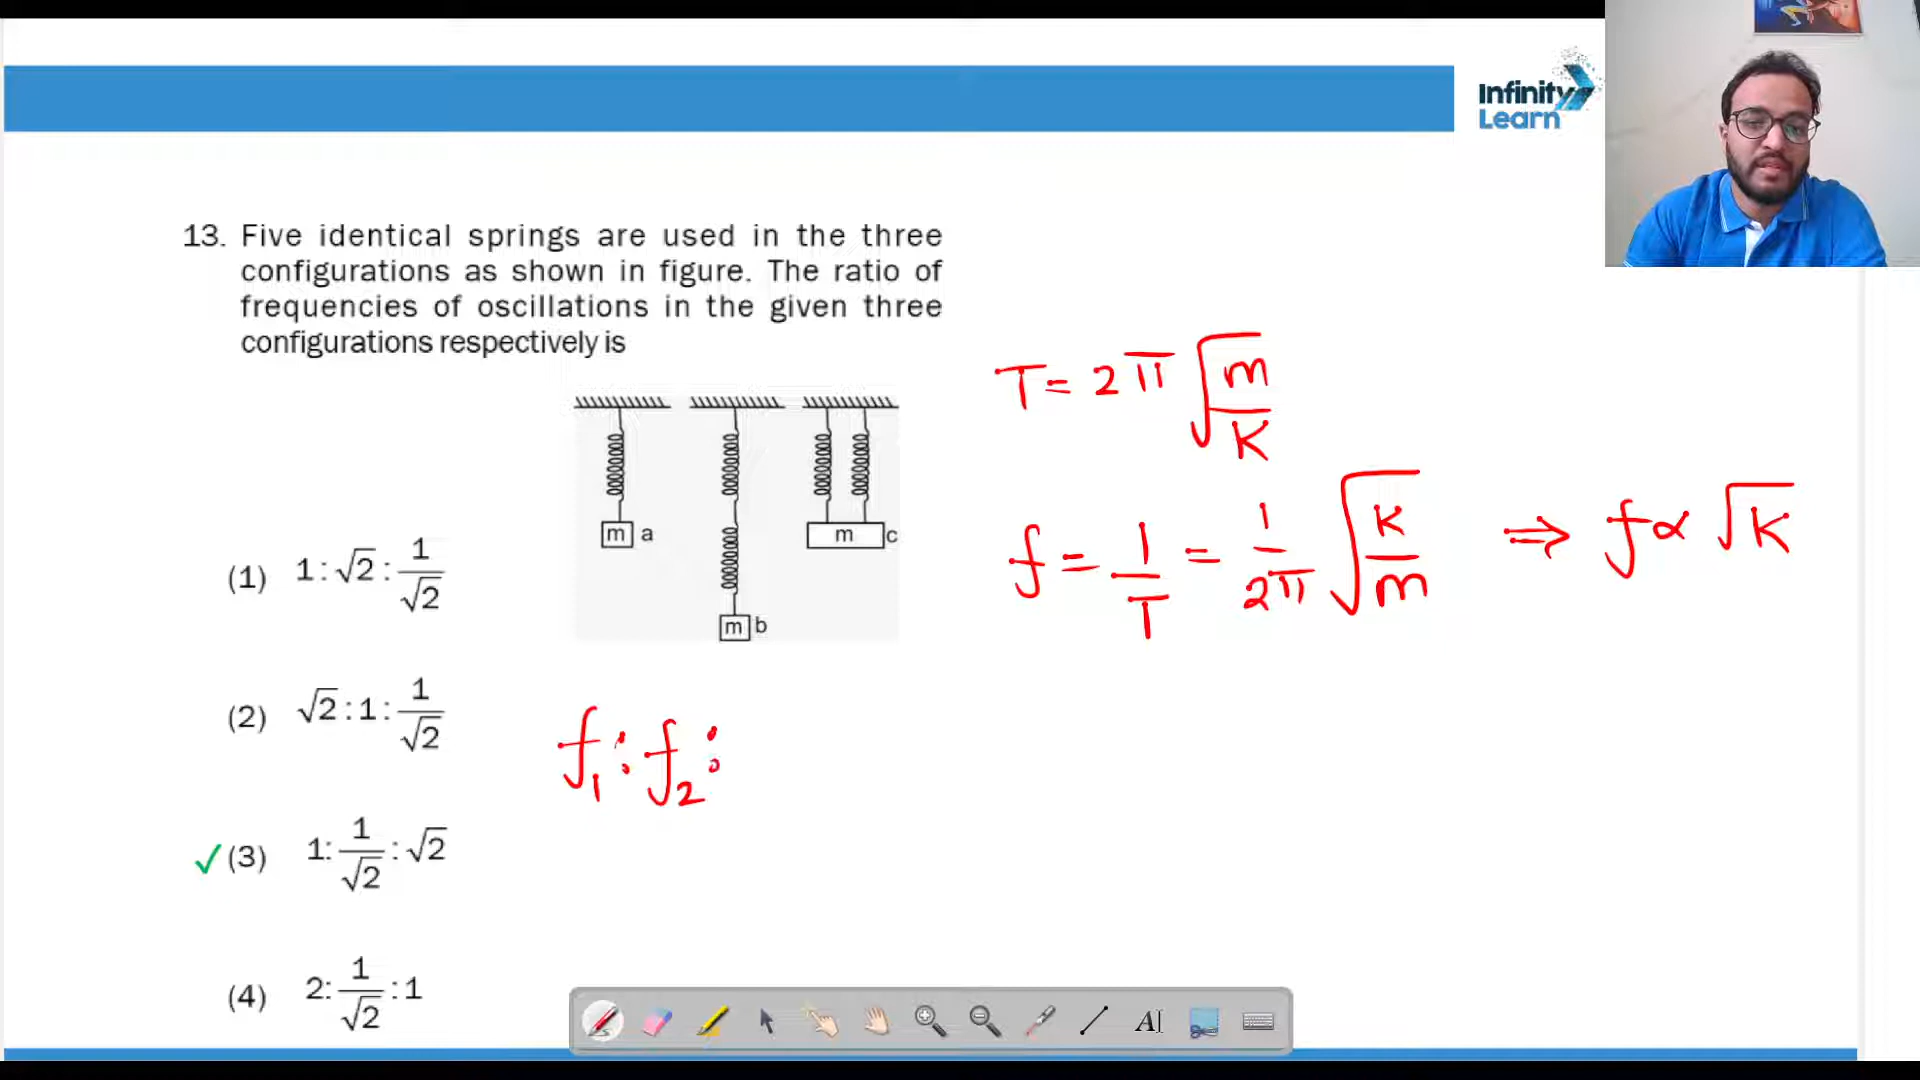 Infinity
Learn
13. Five identical springs are used in the three
configurations as shown in figure. The ratio of
frequencies of oscillations in the given three
configurations respectively is
m a
m b
m c
(1) 1 : √2 : 1/√2
(2) √2 : 1 : 1/√2
✓(3) 1: 1/√2 : √2
(4) 2: 1/√2 : 1
T = 2π √(m/K)
f = 1/T = 1/2π √(K/m) ⇒ f ∝ √K
f₁ : f₂ :
A